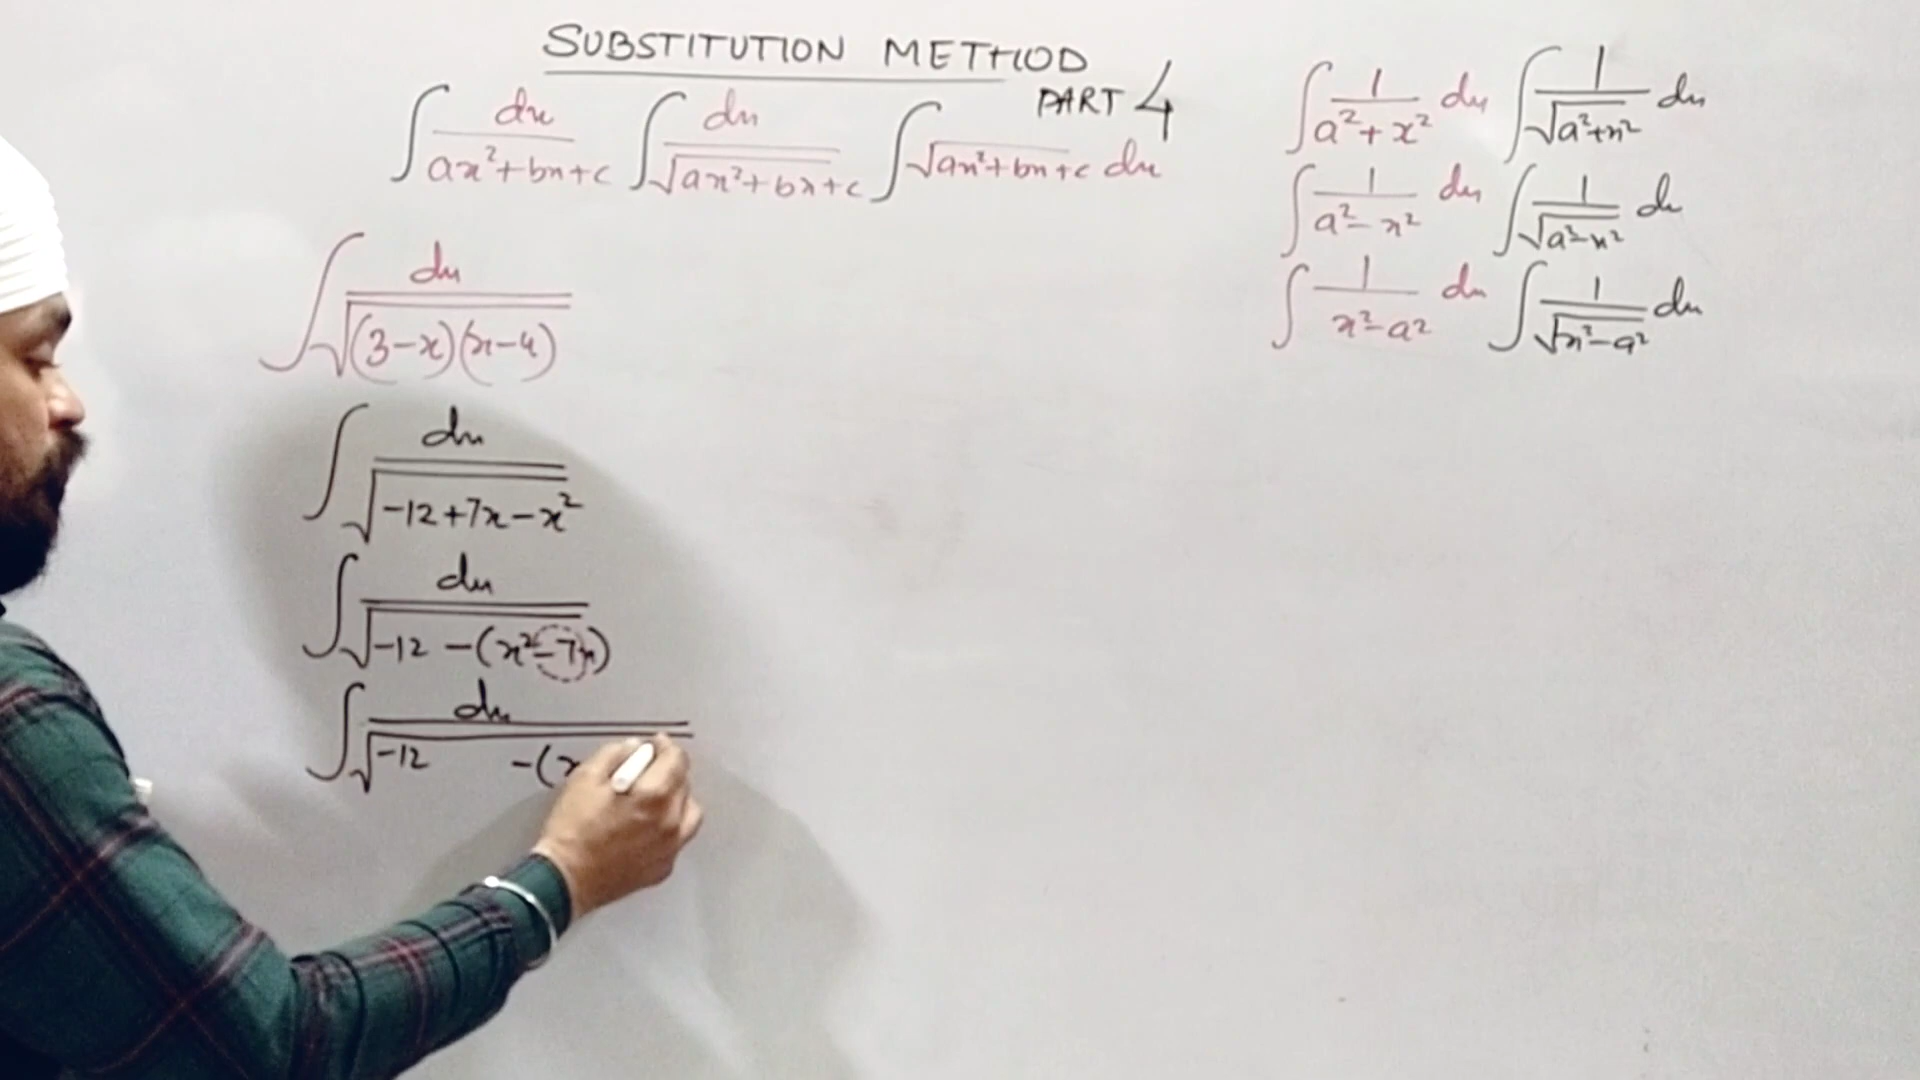 SUBSTITUTION METHOD
PART 4
∫ dx/(ax²+bx+c) ∫ dx/√(ax²+bx+c) ∫ √(ax²+bx+c) dx
∫ 1/(a²+x²) dx ∫ 1/√(a²+x²) dx
∫ 1/(a²-x²) dx ∫ 1/√(a²-x²) dx
∫ 1/(x²-a²) dx ∫ 1/√(x²-a²) dx
∫ dx/√((3-x)(x-4))
∫ dx/√(-12+7x-x²)
∫ dx/√(-12-(x²-7x))
∫ dx/√(-12 -(x